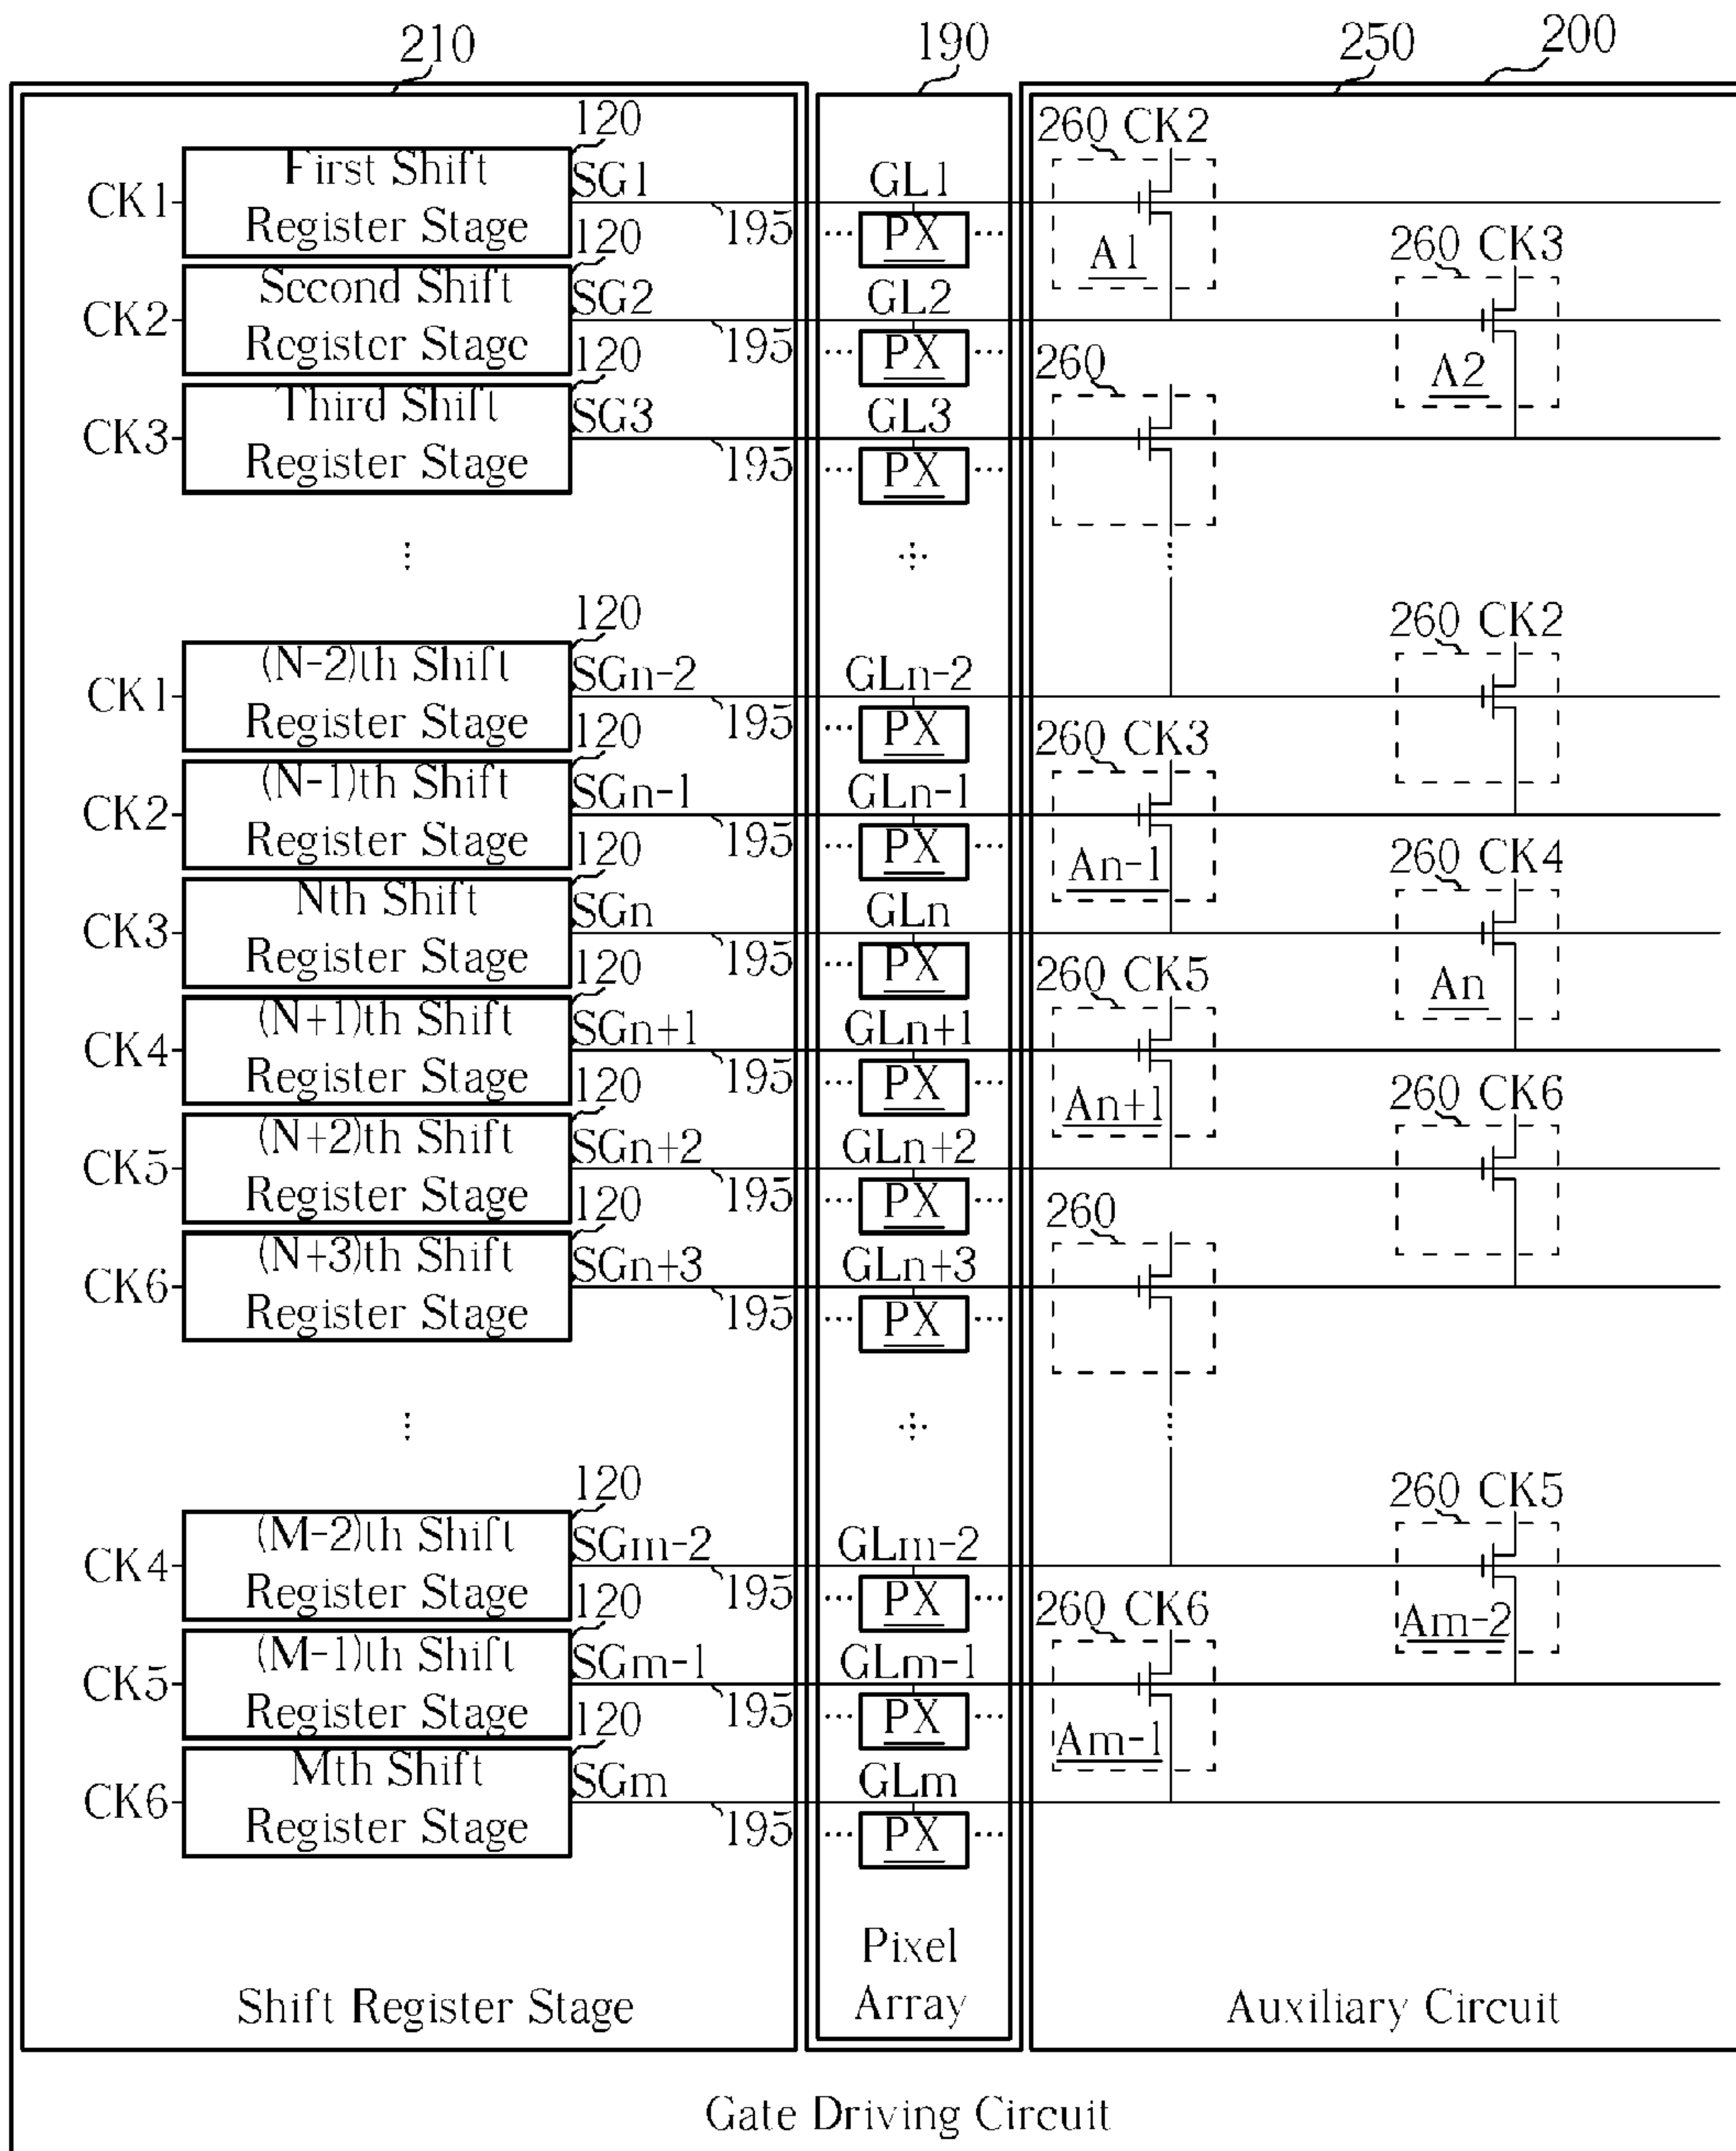 210
190
250
200
120
260 CK2
First Shift
Register Stage
CK1
SG1
195
GL1
PX
A1
120
260 CK3
Second Shift
Register Stage
CK2
SG2
195
GL2
PX
A2
120
260
Third Shift
Register Stage
CK3
SG3
195
GL3
PX
120
260 CK2
(N-2)th Shift
Register Stage
CK1
SGn-2
195
GLn-2
PX
120
260 CK3
(N-1)th Shift
Register Stage
CK2
SGn-1
195
GLn-1
PX
An-1
120
260 CK4
Nth Shift
Register Stage
CK3
SGn
195
GLn
PX
An
120
260 CK5
(N+1)th Shift
Register Stage
CK4
SGn+1
195
GLn+1
PX
An+1
120
260 CK6
(N+2)th Shift
Register Stage
CK5
SGn+2
195
GLn+2
PX
120
260
(N+3)th Shift
Register Stage
CK6
SGn+3
195
GLn+3
PX
120
260 CK5
(M-2)th Shift
Register Stage
CK4
SGm-2
195
GLm-2
PX
Am-2
120
260 CK6
(M-1)th Shift
Register Stage
CK5
SGm-1
195
GLm-1
PX
Am-1
120
Mth Shift
Register Stage
CK6
SGm
195
GLm
PX
Shift Register Stage
Pixel
Array
Auxiliary Circuit
Gate Driving Circuit